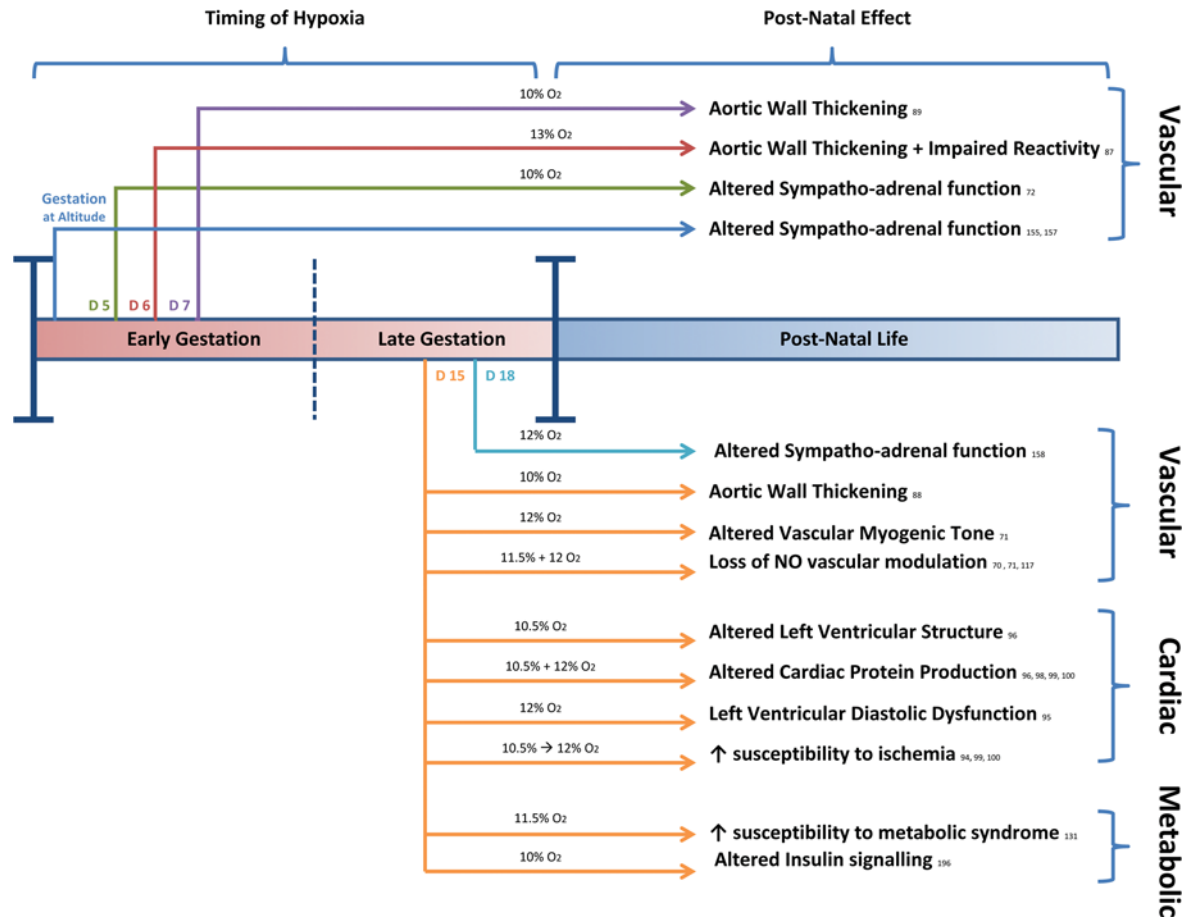 Timing of Hypoxia
Post-Natal Effect
10% O2
Aortic Wall Thickening 89
13% O2
Aortic Wall Thickening + Impaired Reactivity 87
10% O2
Altered Sympatho-adrenal function 72
Gestation
at Altitude
Altered Sympatho-adrenal function 155, 157
Vascular
D 5
D 6
D 7
Early Gestation
Late Gestation
Post-Natal Life
D 15
D 18
12% O2
Altered Sympatho-adrenal function 158
10% O2
Aortic Wall Thickening 88
12% O2
Altered Vascular Myogenic Tone 71
11.5% + 12 O2
Loss of NO vascular modulation 70 , 71, 117
Vascular
10.5% O2
Altered Left Ventricular Structure 96
10.5% + 12% O2
Altered Cardiac Protein Production 96, 98, 99, 100
12% O2
Left Ventricular Diastolic Dysfunction 95
10.5% → 12% O2
↑ susceptibility to ischemia 94, 99, 100
Cardiac
11.5% O2
↑ susceptibility to metabolic syndrome 131
10% O2
Altered Insulin signalling 196
Metabolic